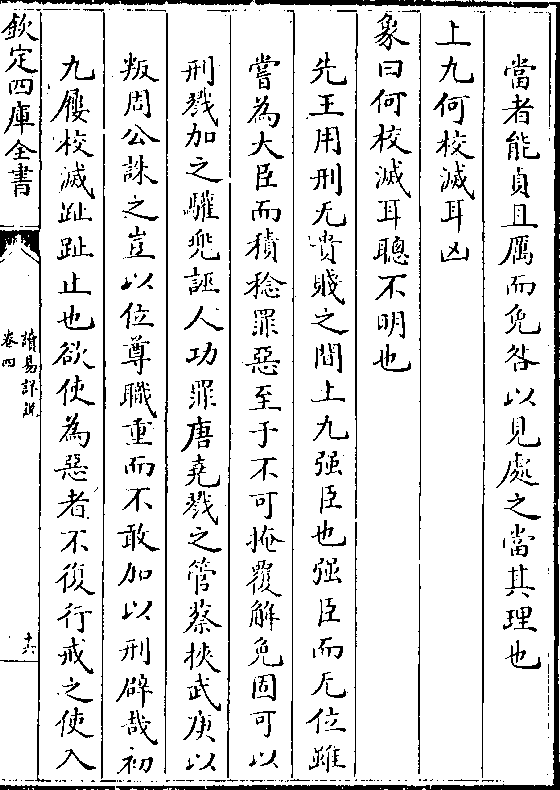 當者能貞且厲而免咎以見處之當其理也
上九何校滅耳凶
象曰何校滅耳聰不明也
先王用刑无貴賤之間上九强臣也强臣而无位雖
嘗為大臣而積稔罪惡至于不可掩覆解免固可以
刑戮加之驩兜誣人功罪唐堯戮之管蔡挾武庚以
叛周公誅之豈以位尊職重而不敢加以刑辟哉初
九屨校滅趾趾止也欲使為惡者不復行戒之使入
欽定四庫全書
讀易詳說
卷四
十六